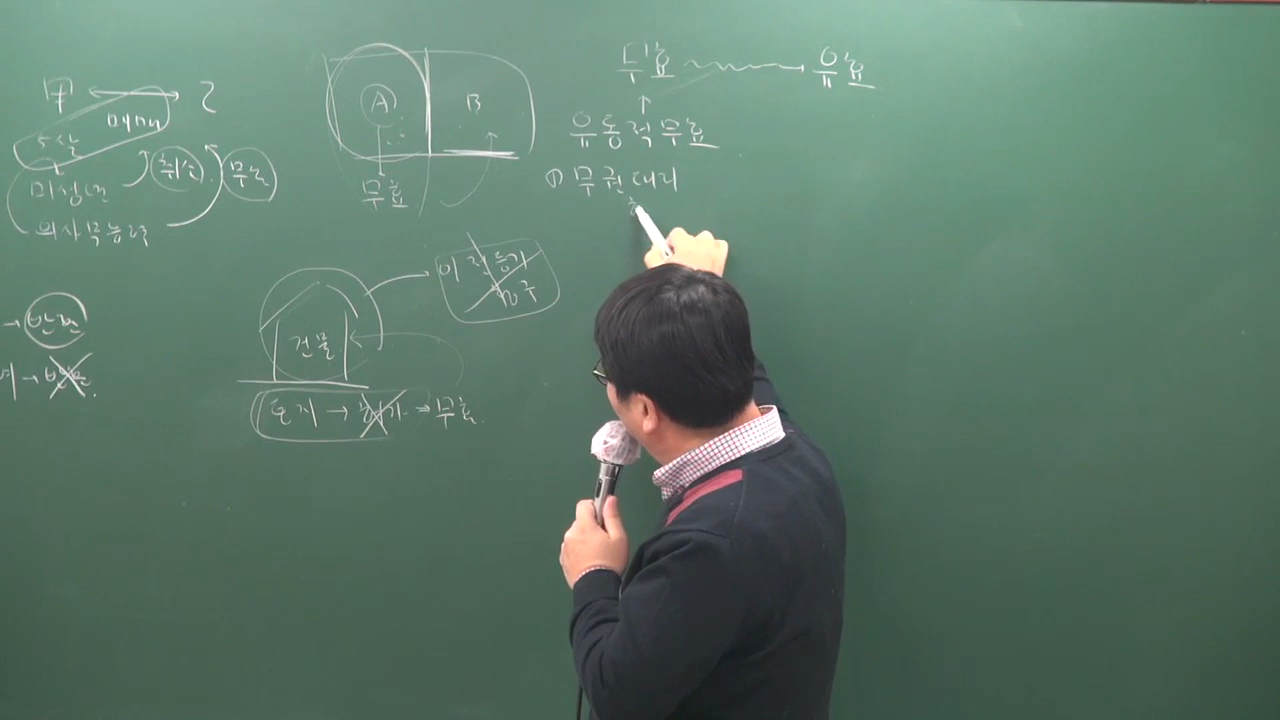 甲 ↔ 乙
매매
미성년
취소
무효
의사무능력
A B
무효
무효 → 유효
유동적무효
① 무권대리
이전등기
건물
토지 → 허가 ⇒ 무효
→ 반환